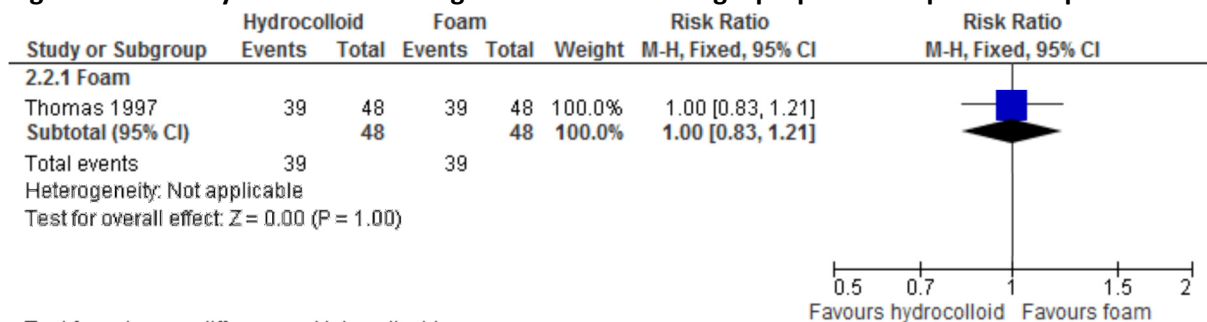 Hydrocolloid Foam Risk Ratio Risk Ratio
Study or Subgroup Events Total Events Total Weight M-H, Fixed, 95% CI M-H, Fixed, 95% CI
2.2.1 Foam
Thomas 1997 39 48 39 48 100.0% 1.00 [0.83, 1.21]
Subtotal (95% CI) 48 48 100.0% 1.00 [0.83, 1.21]
Total events 39 39
Heterogeneity: Not applicable
Test for overall effect: Z = 0.00 (P = 1.00)
0.5 0.7 1 1.5 2
Favours hydrocolloid Favours foam